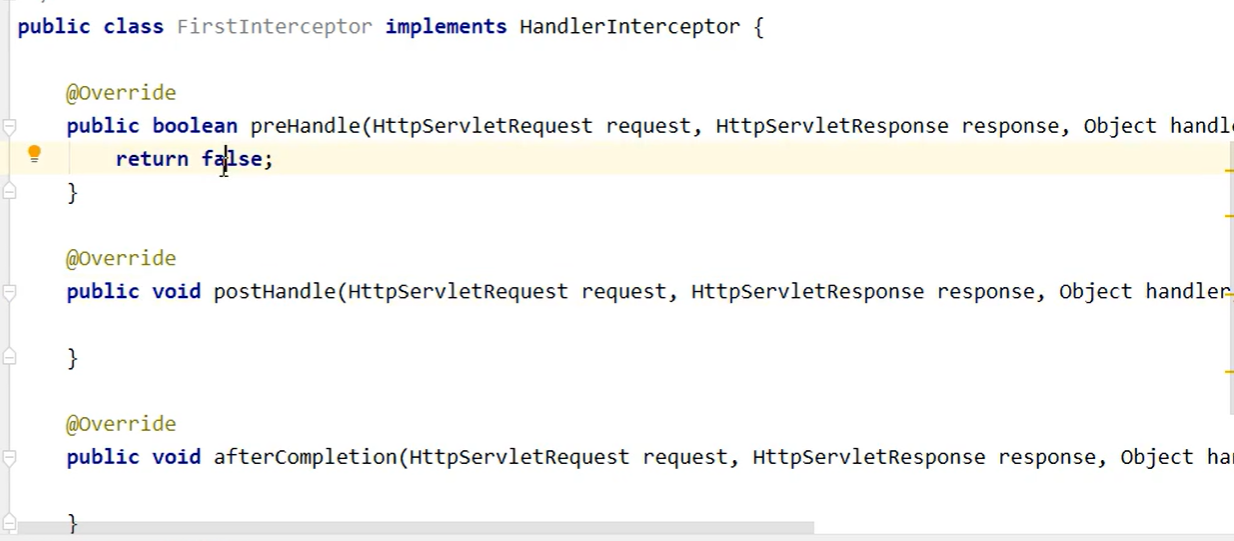 public class FirstInterceptor implements HandlerInterceptor {
@Override
public boolean preHandle(HttpServletRequest request, HttpServletResponse response, Object handl
return false;
}
@Override
public void postHandle(HttpServletRequest request, HttpServletResponse response, Object handler
}
@Override
public void afterCompletion(HttpServletRequest request, HttpServletResponse response, Object ha
}